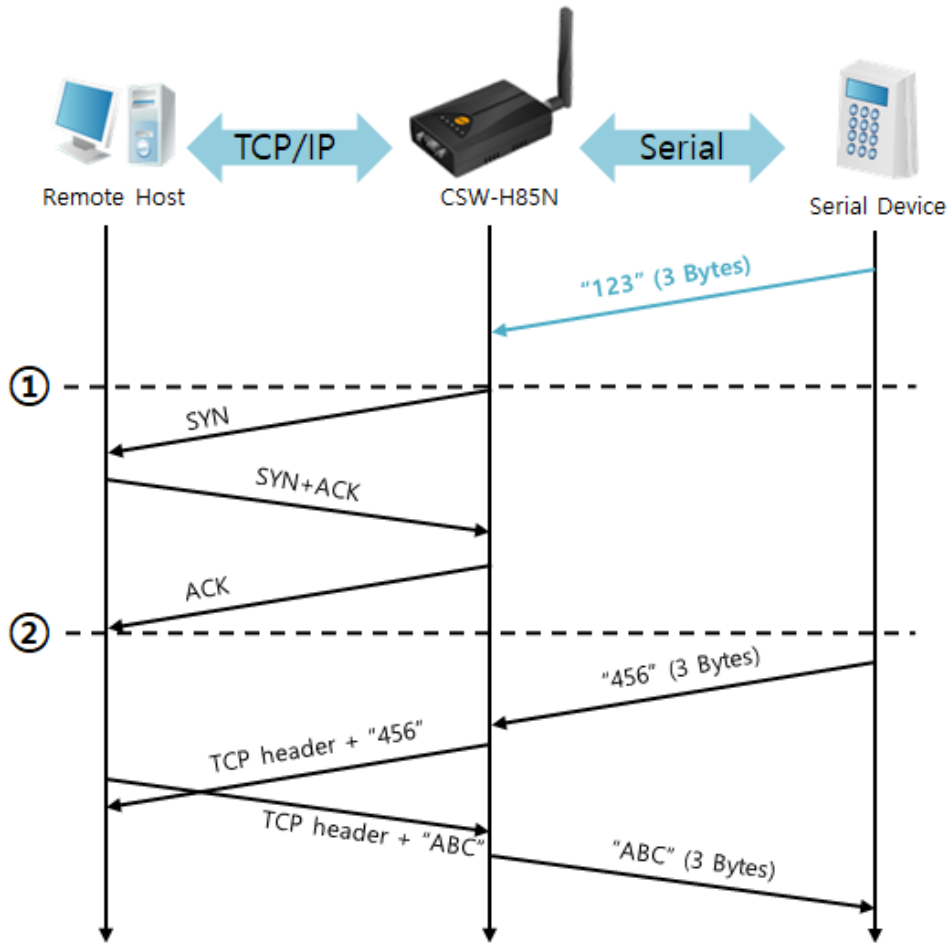 TCP/IP
Serial
Remote Host
CSW-H85N
Serial Device
“123” (3 Bytes)
①
SYN
SYN+ACK
ACK
②
“456” (3 Bytes)
TCP header + “456”
TCP header + “ABC”
“ABC” (3 Bytes)